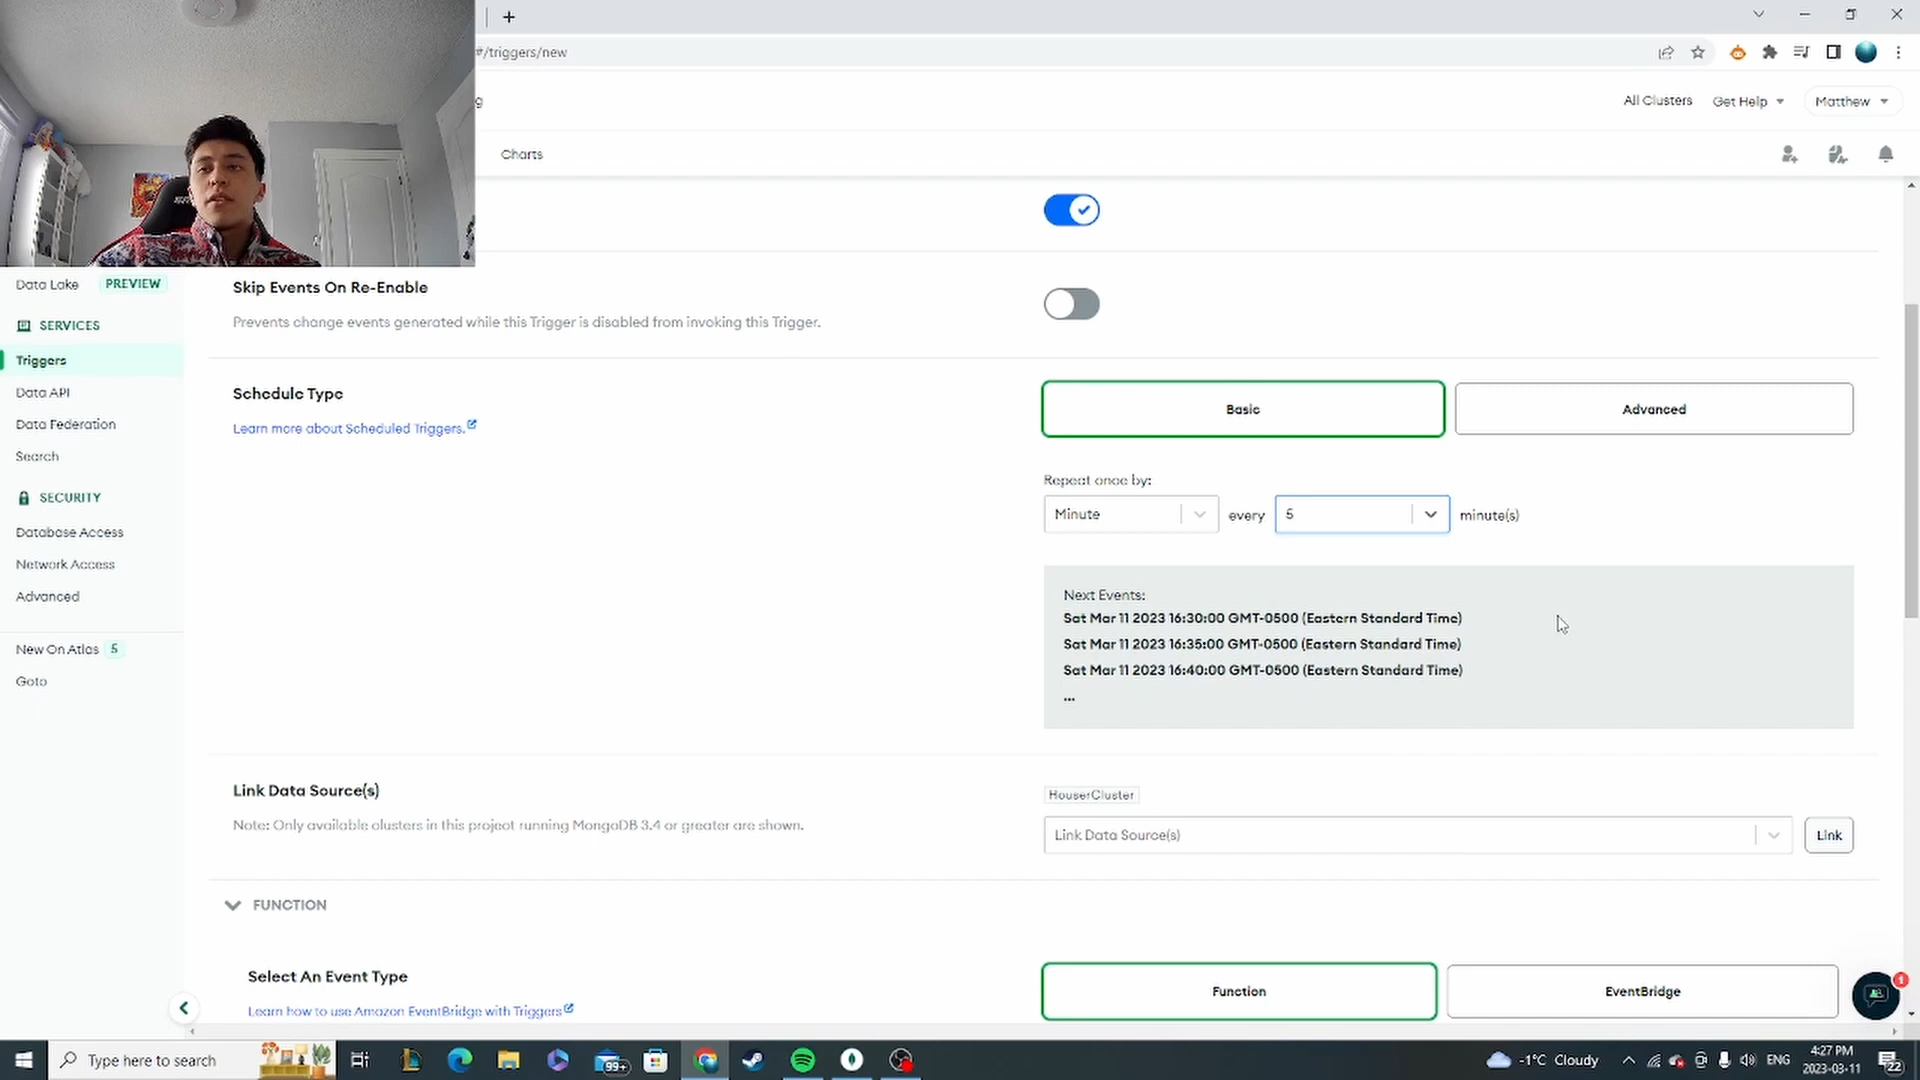 #/triggers/new
g
All Clusters
Get Help
Matthew
Charts
Data Lake PREVIEW
SERVICES
Triggers
Data API
Data Federation
Search
SECURITY
Database Access
Network Access
Advanced
New On Atlas 5
Goto
Skip Events On Re-Enable
Prevents change events generated while this Trigger is disabled from invoking this Trigger.
Schedule Type
Learn more about Scheduled Triggers.
Basic
Advanced
Repeat once by:
Minute every 5 minute(s)
Next Events:
Sat Mar 11 2023 16:30:00 GMT-0500 (Eastern Standard Time)
Sat Mar 11 2023 16:35:00 GMT-0500 (Eastern Standard Time)
Sat Mar 11 2023 16:40:00 GMT-0500 (Eastern Standard Time)
...
Link Data Source(s)
Note: Only available clusters in this project running MongoDB 3.4 or greater are shown.
HouserCluster
Link Data Source(s)
Link
FUNCTION
Select An Event Type
Learn how to use Amazon EventBridge with Triggers
Function
EventBridge
1
Type here to search
99+
-1°C Cloudy
ENG
4:27 PM
2023-03-11
22